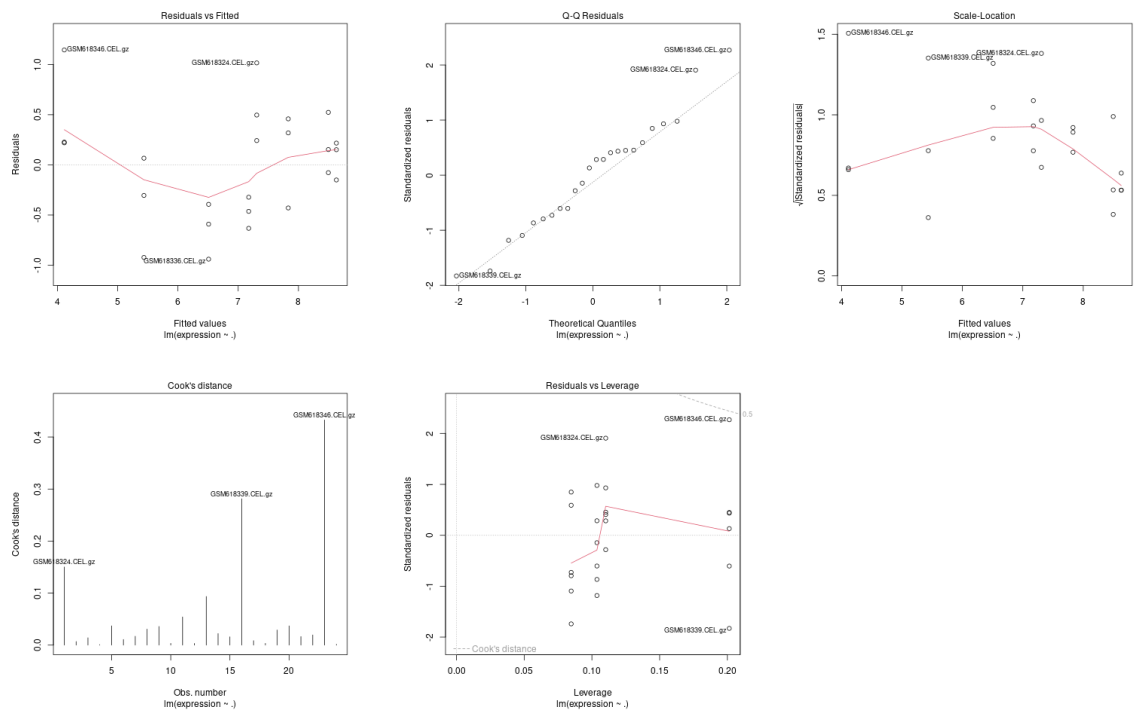 Residuals vs Fitted
GSM618346.CEL.gz
GSM618324.CEL.gz
GSM618336.CEL.gz
Residuals
1.0
0.5
0.0
-0.5
-1.0
4 5 6 7 8
Fitted values
lm(expression ~ .)
Q-Q Residuals
GSM618346.CEL.gz
GSM618324.CEL.gz
GSM618339.CEL.gz
Standardized residuals
2
1
0
-1
-2
-2 -1 0 1 2
Theoretical Quantiles
lm(expression ~ .)
Scale-Location
GSM618346.CEL.gz
GSM618324.CEL.gz
GSM618339.CEL.gz
√|Standardized residuals|
1.5
1.0
0.5
0.0
4 5 6 7 8
Fitted values
lm(expression ~ .)
Cook's distance
GSM618346.CEL.gz
GSM618339.CEL.gz
GSM618324.CEL.gz
Cook's distance
0.4
0.3
0.2
0.1
0.0
5 10 15 20
Obs. number
lm(expression ~ .)
Residuals vs Leverage
0.5
GSM618346.CEL.gz
GSM618324.CEL.gz
GSM618339.CEL.gz
Cook's distance
Standardized residuals
2
1
0
-1
-2
0.00 0.05 0.10 0.15 0.20
Leverage
lm(expression ~ .)